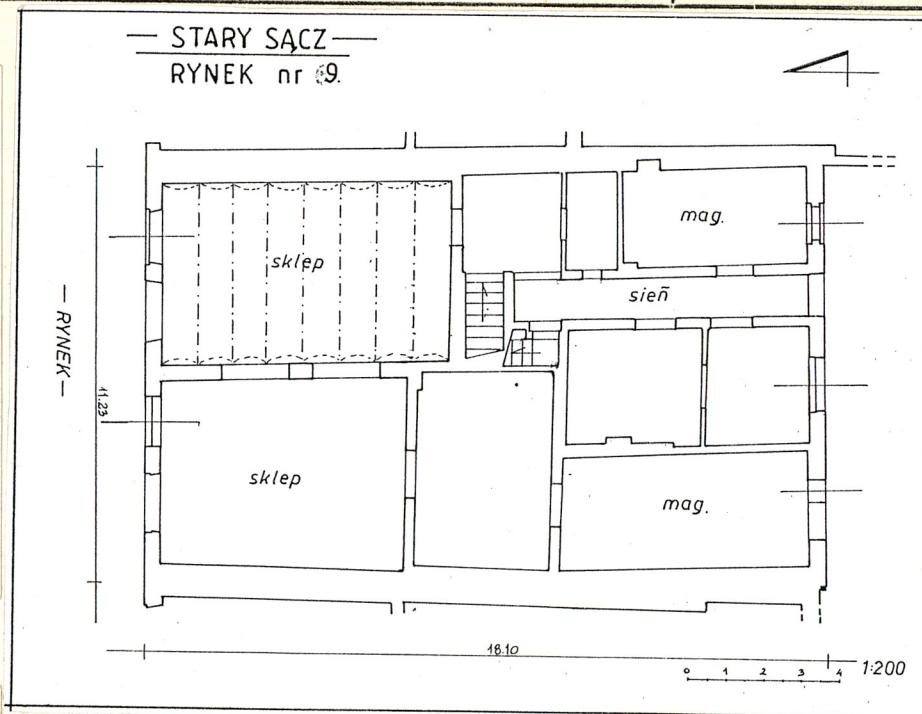 — STARY SĄCZ —
RYNEK nr 9.
sklep
mag.
sień
— RYNEK —
11.23
sklep
mag.
18.10
0 1 2 3 4
1:200